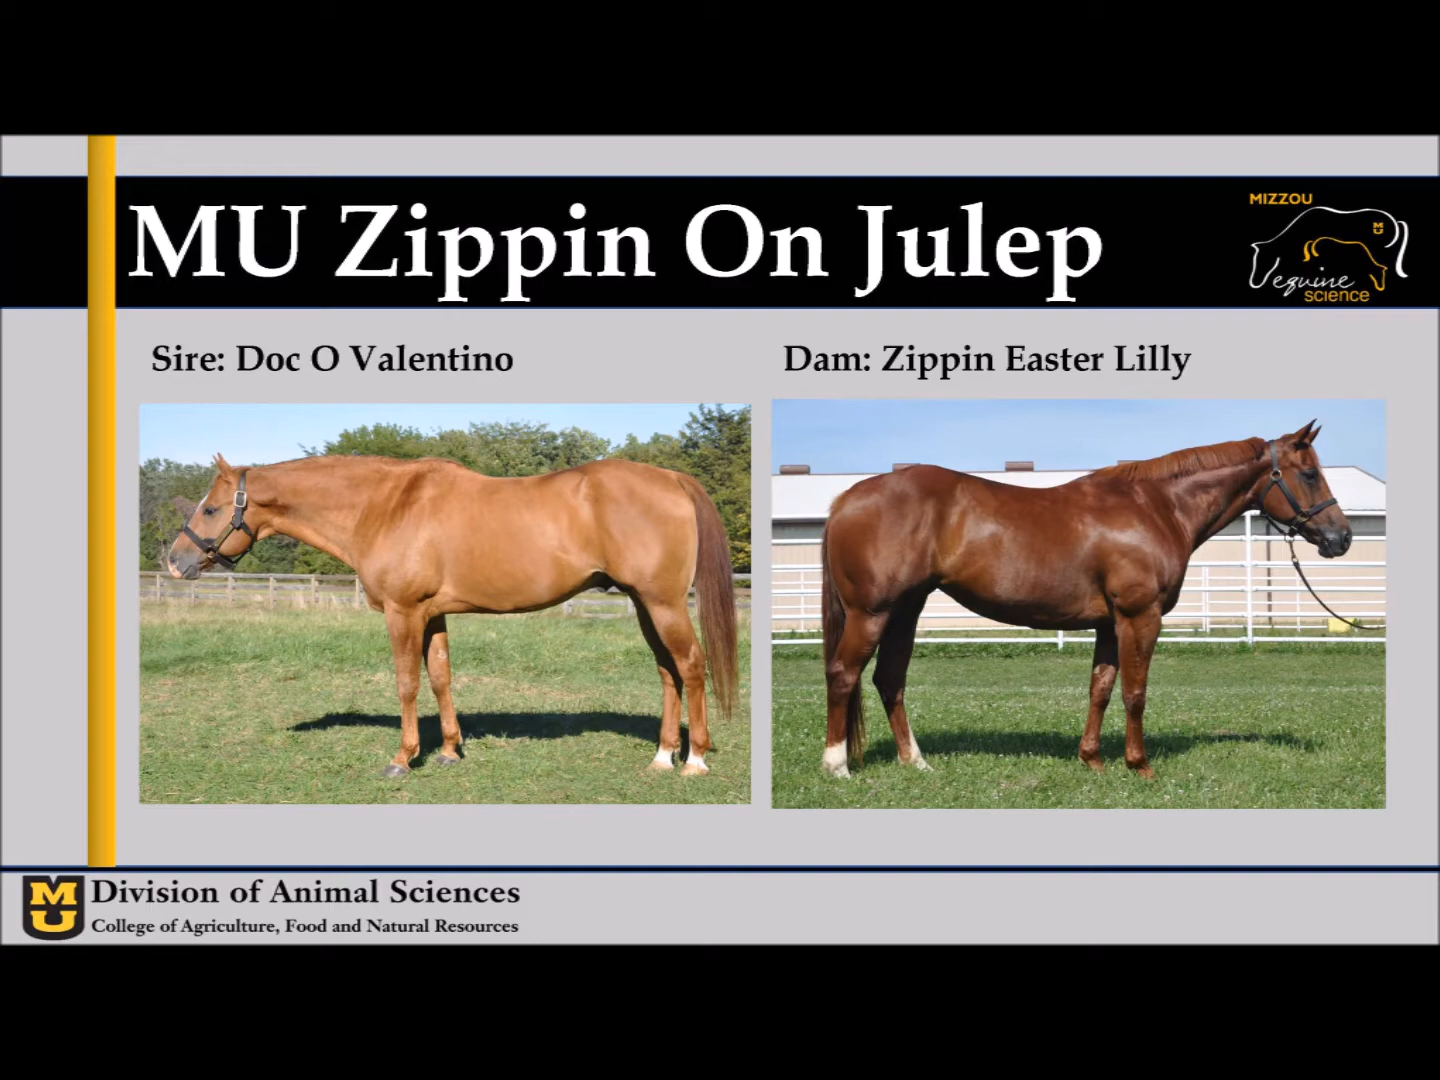 MU Zippin On Julep
MIZZOU
MU
equine
science
Sire: Doc O Valentino
Dam: Zippin Easter Lilly
MU
Division of Animal Sciences
College of Agriculture, Food and Natural Resources